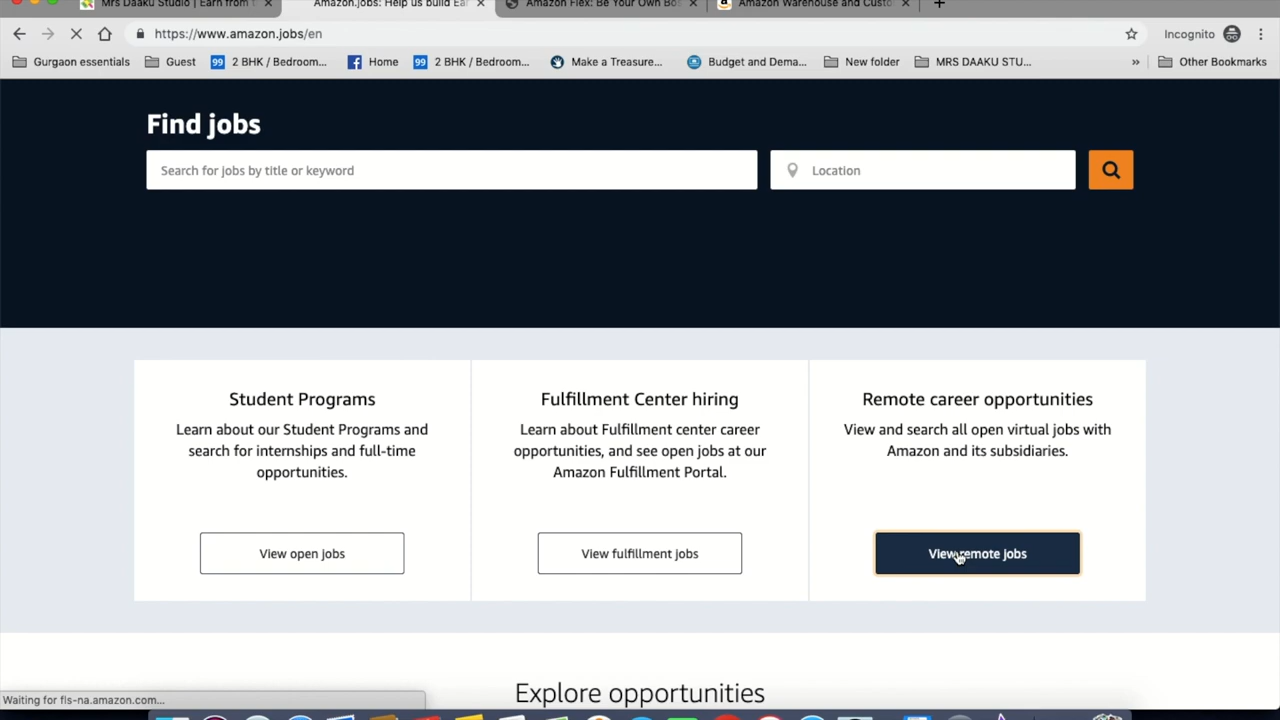 Mrs Daaku Studio | Earn from t
Amazon.jobs: Help us build Ear
Amazon Flex: Be Your Own Bos
Amazon Warehouse and Custo
https://www.amazon.jobs/en
Incognito
Gurgaon essentials
Guest
99 2 BHK / Bedroom...
Home
99 2 BHK / Bedroom...
Make a Treasure...
Budget and Dema...
New folder
MRS DAAKU STU...
»
Other Bookmarks
Find jobs
Search for jobs by title or keyword
Location
Student Programs
Learn about our Student Programs and
search for internships and full-time
opportunities.
View open jobs
Fulfillment Center hiring
Learn about Fulfillment center career
opportunities, and see open jobs at our
Amazon Fulfillment Portal.
View fulfillment jobs
Remote career opportunities
View and search all open virtual jobs with
Amazon and its subsidiaries.
View remote jobs
Explore opportunities
Waiting for fls-na.amazon.com...